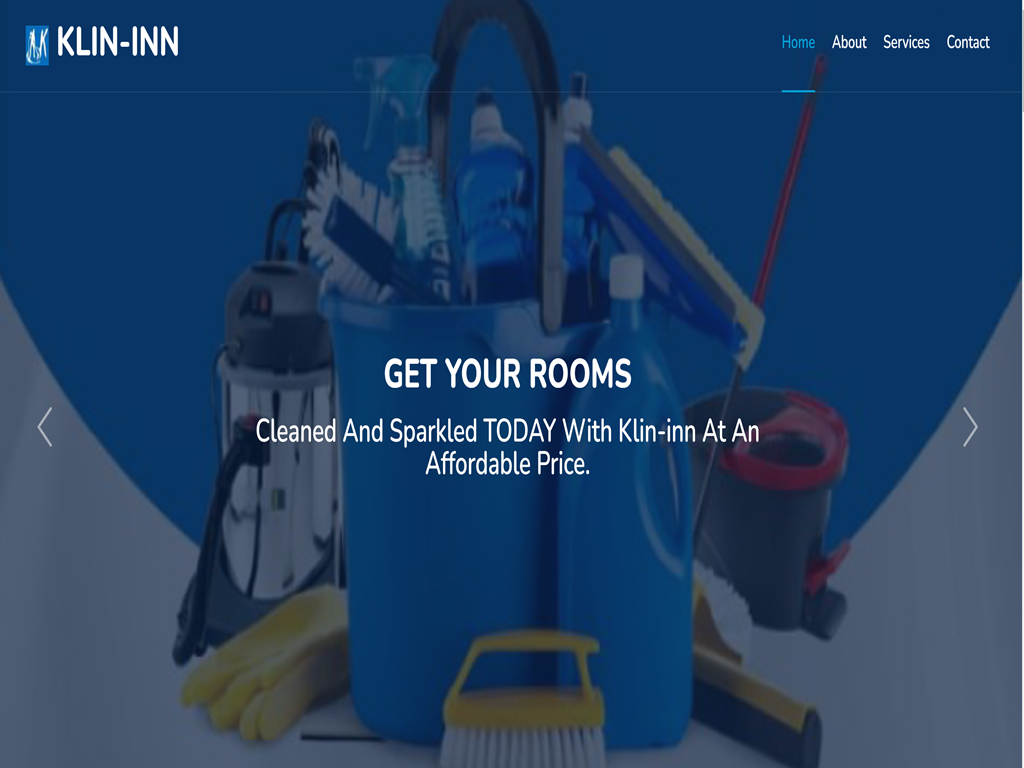 KLIN-INN
Home About Services Contact
GET YOUR ROOMS
Cleaned And Sparkled TODAY With Klin-inn At An
Affordable Price.